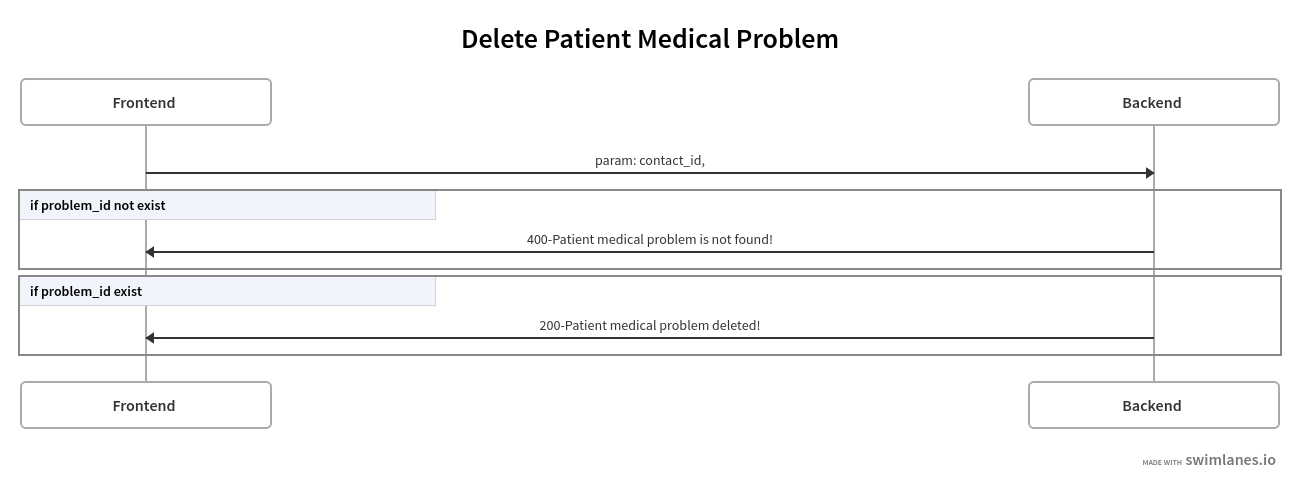 Delete Patient Medical Problem
Frontend
Backend
param: contact_id,
if problem_id not exist
400-Patient medical problem is not found!
if problem_id exist
200-Patient medical problem deleted!
Frontend
Backend
MADE WITH swimlanes.io